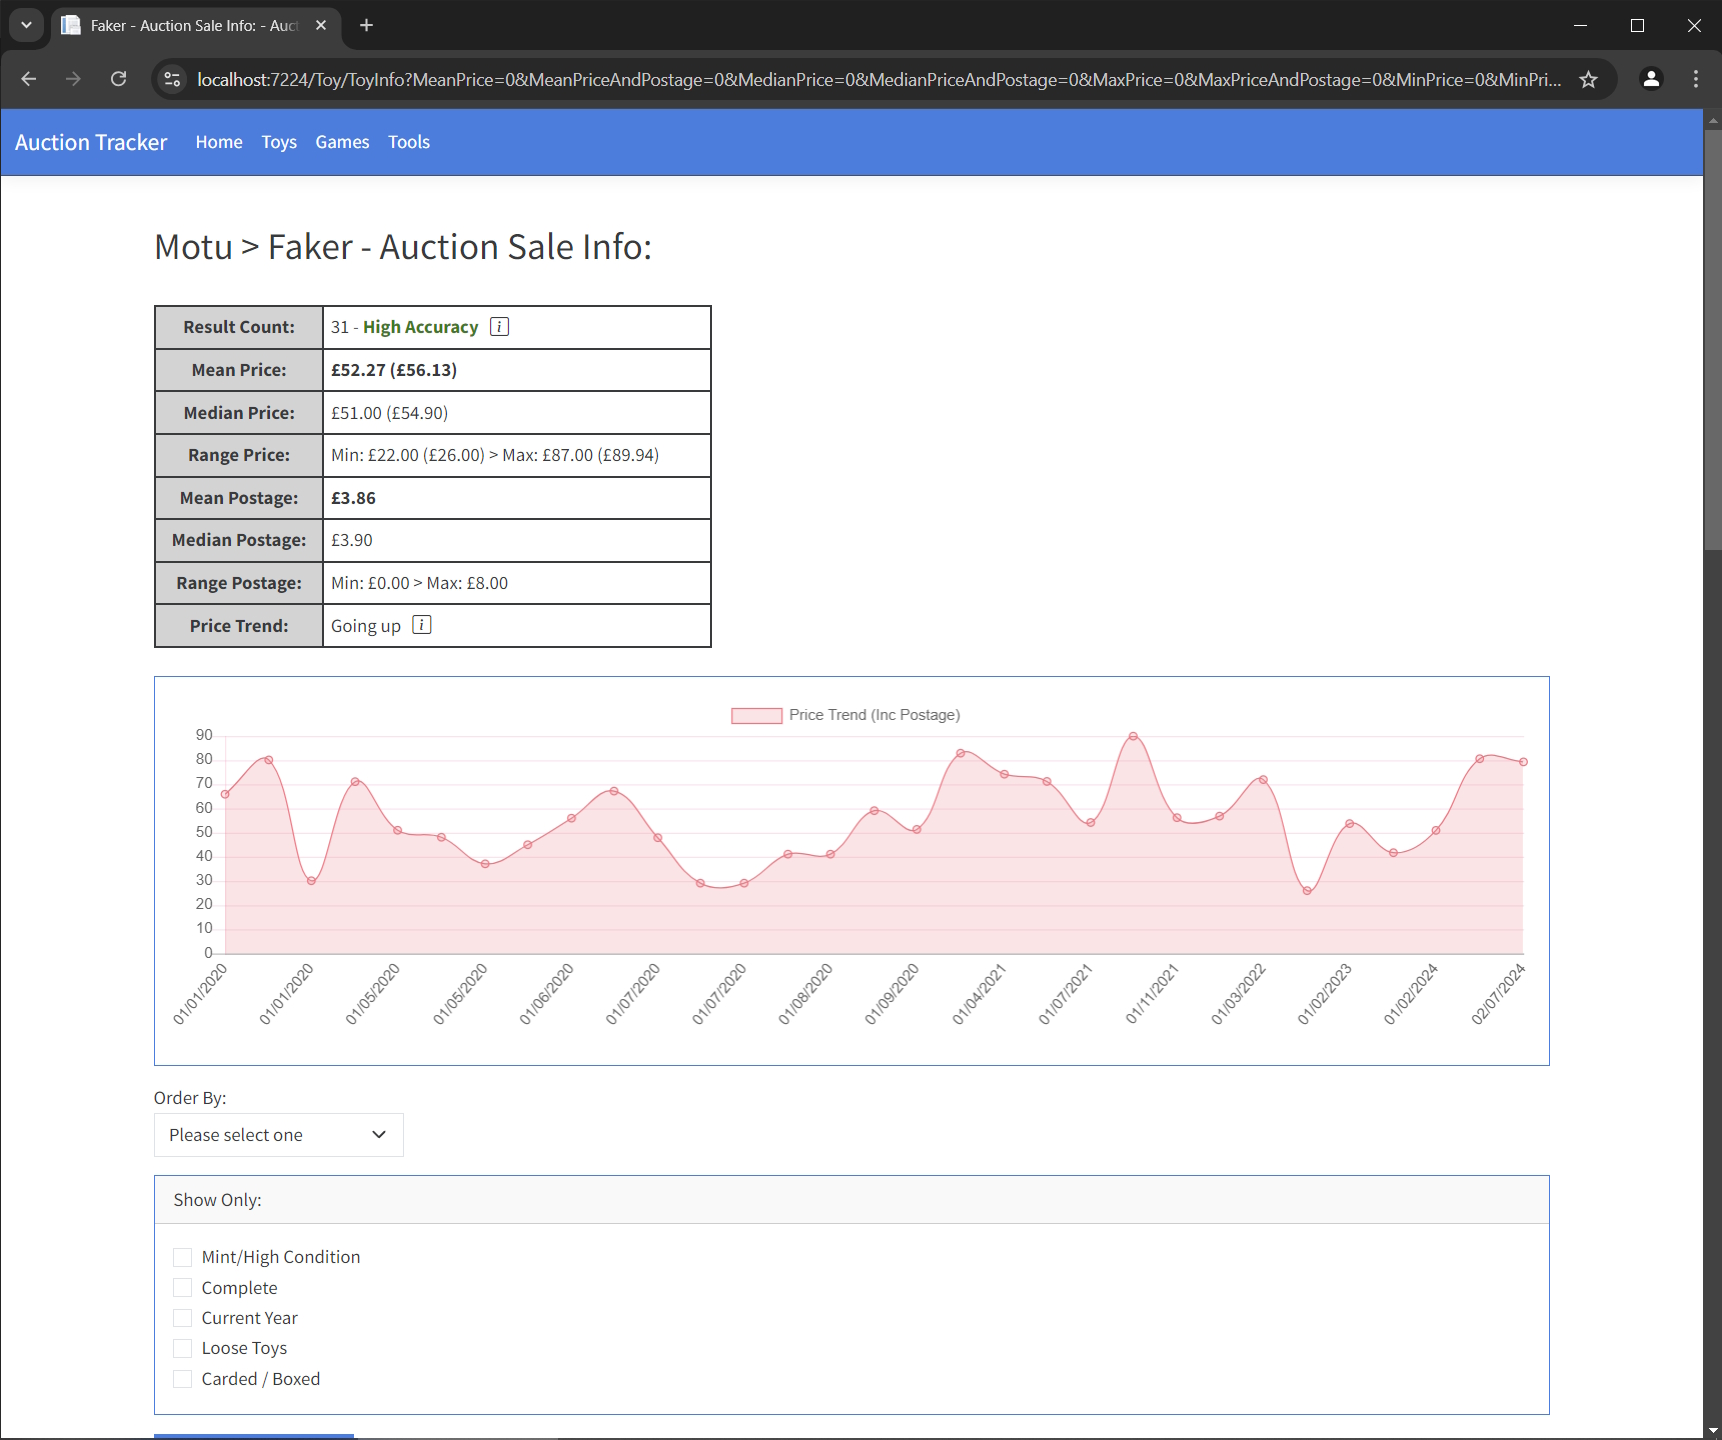 Faker - Auction Sale Info: - Auct
localhost:7224/Toy/ToyInfo?MeanPrice=0&MeanPriceAndPostage=0&MedianPrice=0&MedianPriceAndPostage=0&MaxPrice=0&MaxPriceAndPostage=0&MinPrice=0&MinPri...
Auction Tracker Home Toys Games Tools
Motu > Faker - Auction Sale Info:
Result Count: 31 - High Accuracy i
Mean Price: £52.27 (£56.13)
Median Price: £51.00 (£54.90)
Range Price: Min: £22.00 (£26.00) > Max: £87.00 (£89.94)
Mean Postage: £3.86
Median Postage: £3.90
Range Postage: Min: £0.00 > Max: £8.00
Price Trend: Going up i
Price Trend (Inc Postage)
90
80
70
60
50
40
30
20
10
0
01/01/2020 01/01/2020 01/05/2020 01/05/2020 01/06/2020 01/07/2020 01/07/2020 01/08/2020 01/09/2020 01/04/2021 01/07/2021 01/11/2021 01/03/2022 01/02/2023 01/02/2024 02/07/2024
Order By:
Please select one
Show Only:
Mint/High Condition
Complete
Current Year
Loose Toys
Carded / Boxed